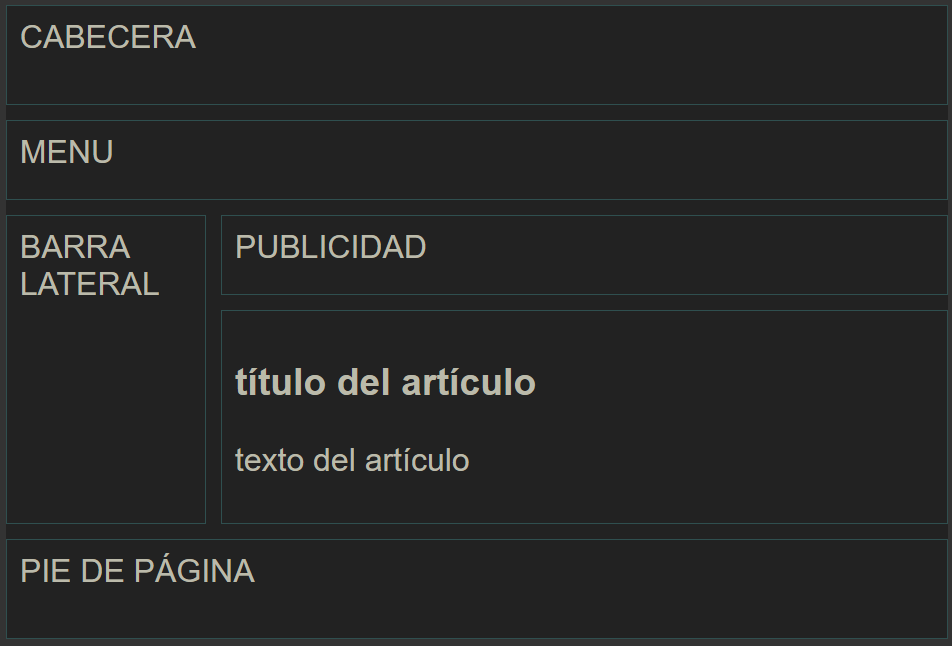 CABECERA
MENU
BARRA
LATERAL
PUBLICIDAD
título del artículo
texto del artículo
PIE DE PÁGINA